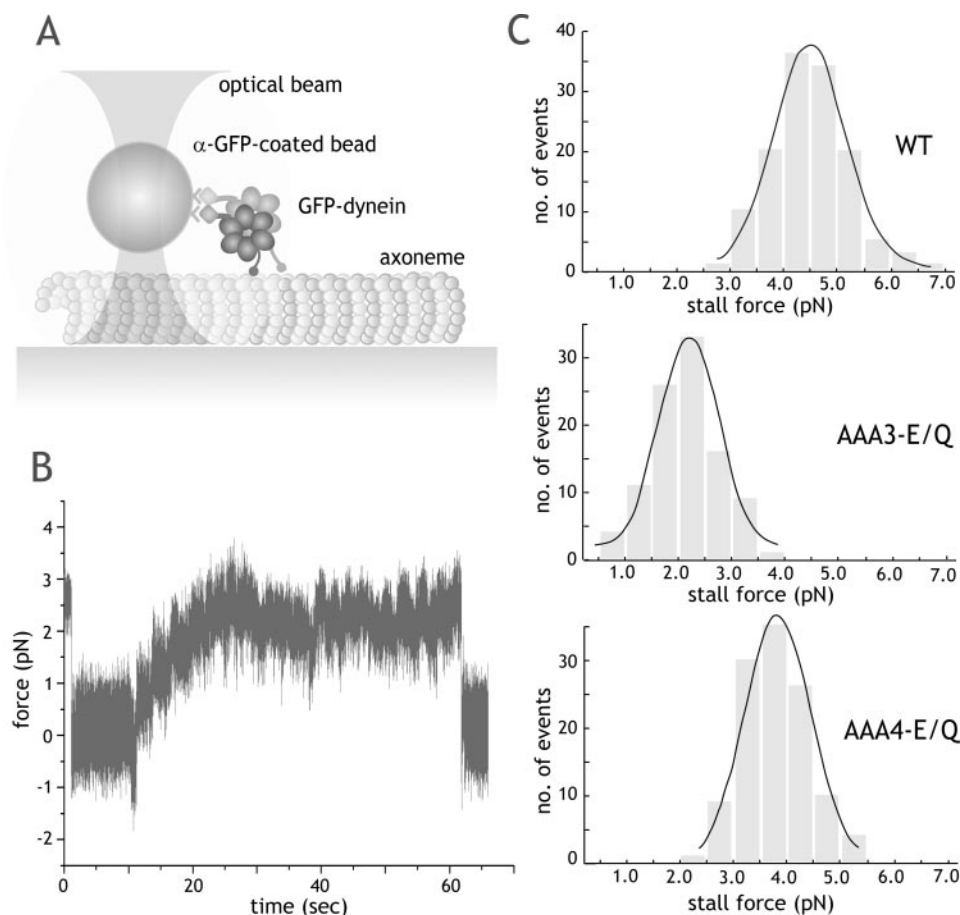 A
optical beam
α-GFP-coated bead
GFP-dynein
axoneme
B
force (pN)
4
3
2
1
0
-1
-2
0 20 40 60
time (sec)
C
no. of events
40
30
20
10
0
WT
1.0 2.0 3.0 4.0 5.0 6.0 7.0
stall force (pN)
no. of events
30
20
10
0
AAA3-E/Q
1.0 2.0 3.0 4.0 5.0 6.0 7.0
stall force (pN)
no. of events
30
20
10
0
AAA4-E/Q
1.0 2.0 3.0 4.0 5.0 6.0 7.0
stall force (pN)